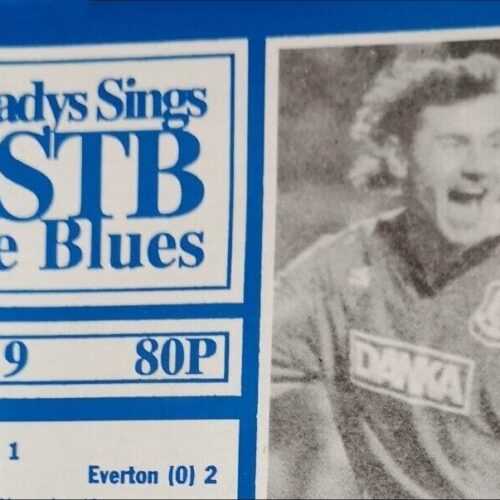 adys Sings
STB
e Blues
9 80P
1
Everton (0) 2
DANKA